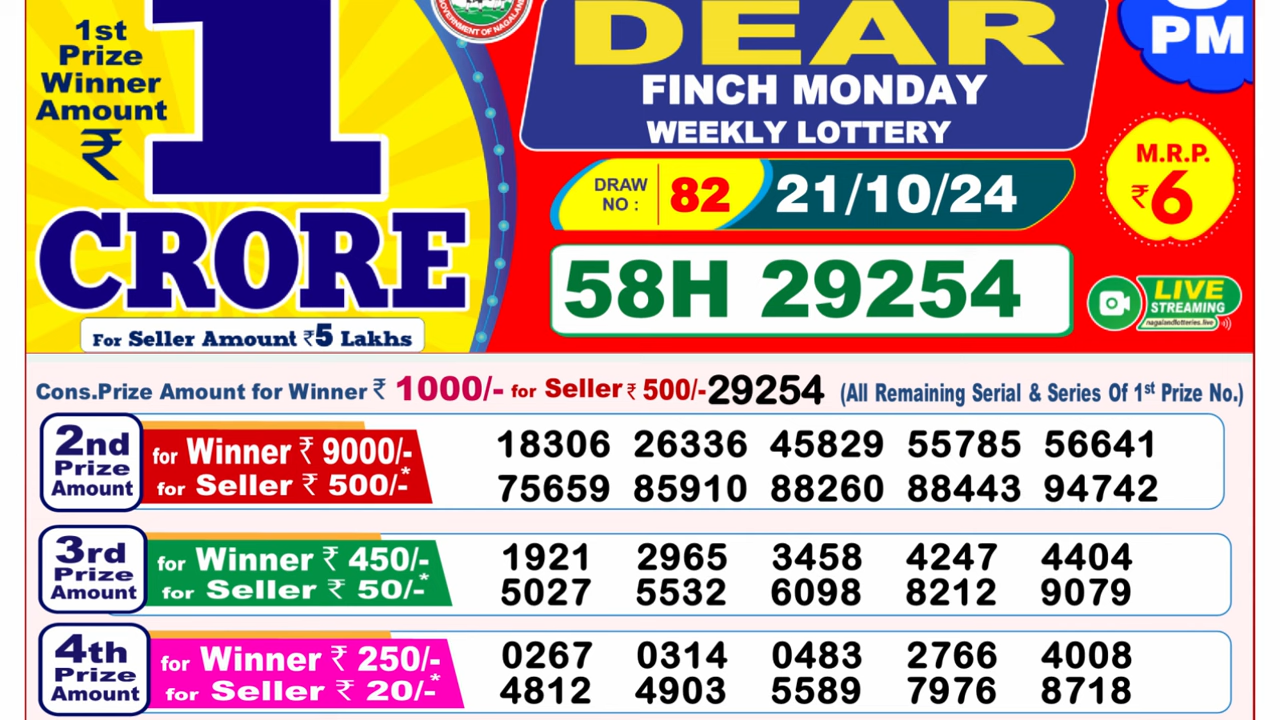 1st
Prize
Winner
Amount
₹
1
CRORE
For Seller Amount ₹5 Lakhs
GOVERNMENT OF NAGALAND
DEAR
FINCH MONDAY
WEEKLY LOTTERY
DRAW NO : 82 21/10/24
58H 29254
PM
M.R.P.
₹6
LIVE
STREAMING
nagalandlotteries.live
Cons.Prize Amount for Winner ₹ 1000/- for Seller ₹ 500/- 29254 (All Remaining Serial & Series Of 1st Prize No.)
2nd
Prize
Amount
for Winner ₹ 9000/-
for Seller ₹ 500/-*
18306 26336 45829 55785 56641
75659 85910 88260 88443 94742
3rd
Prize
Amount
for Winner ₹ 450/-
for Seller ₹ 50/-*
1921 2965 3458 4247 4404
5027 5532 6098 8212 9079
4th
Prize
Amount
for Winner ₹ 250/-
for Seller ₹ 20/-*
0267 0314 0483 2766 4008
4812 4903 5589 7976 8718